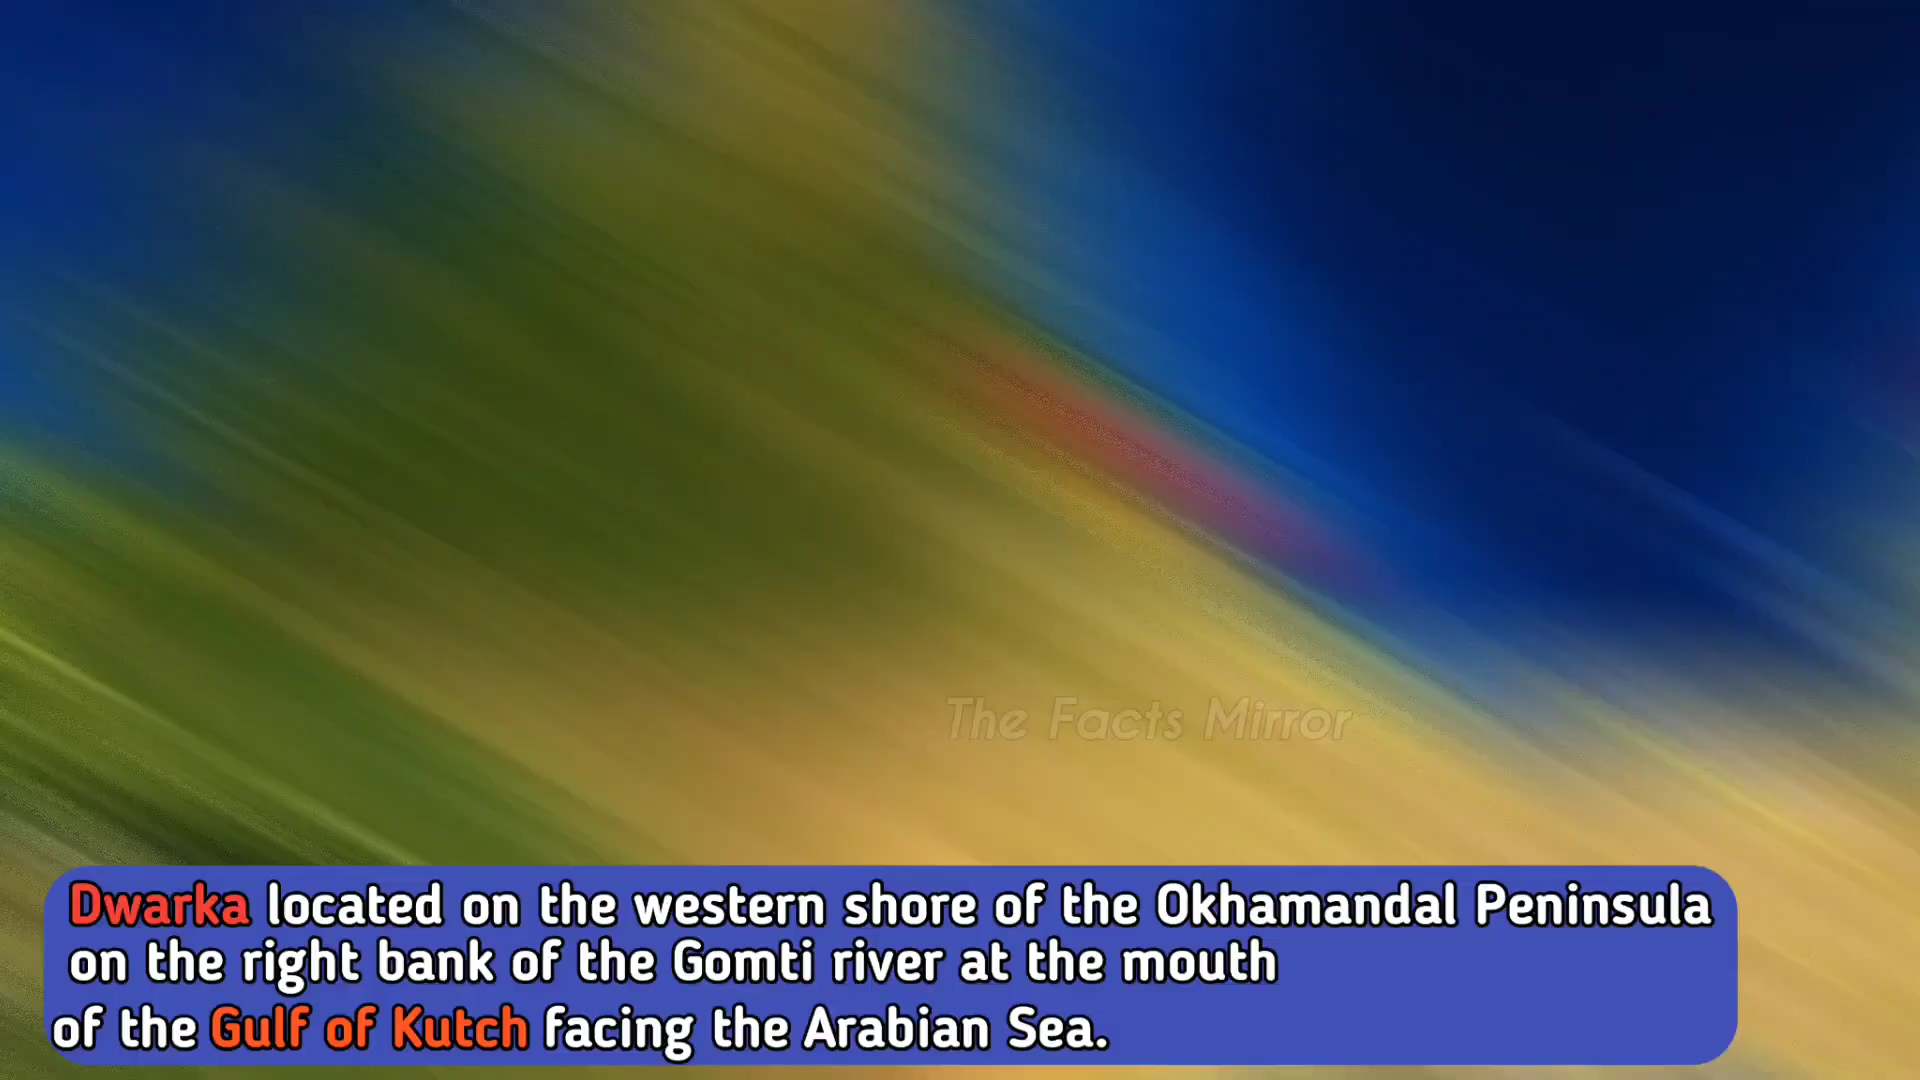 The Facts Mirror
Dwarka located on the western shore of the Okhamandal Peninsula
on the right bank of the Gomti river at the mouth
of the Gulf of Kutch facing the Arabian Sea.